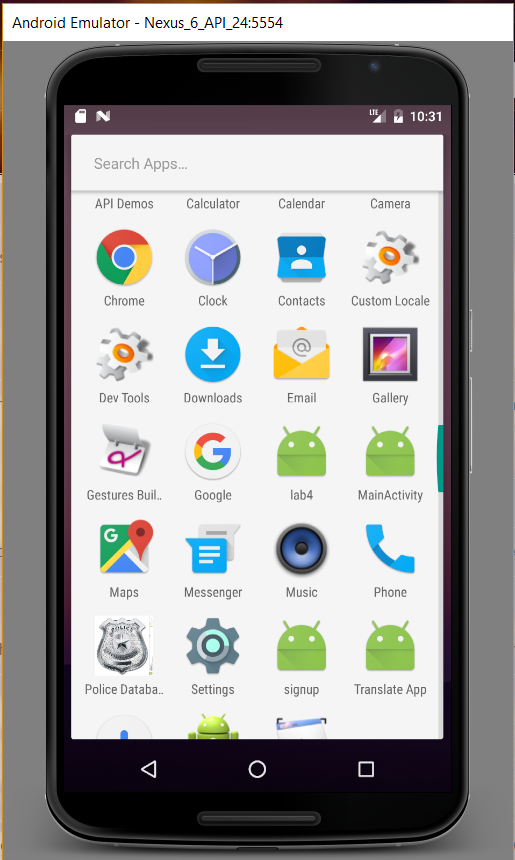 Android Emulator - Nexus_6_API_24:5554
LTE 10:31
Search Apps...
API Demos Calculator Calendar Camera
Chrome Clock Contacts Custom Locale
Dev Tools Downloads Email Gallery
Gestures Buil.. Google lab4 MainActivity
Maps Messenger Music Phone
POLICE
Police Databa.. Settings signup Translate App